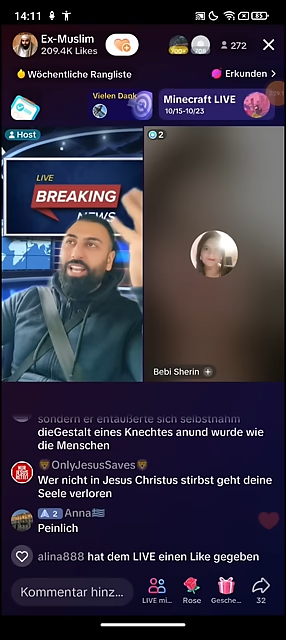 14:11
85
Ex-Muslim
209.4K Likes
272
Wöchentliche Rangliste
Erkunden >
Vielen Dank
Minecraft LIVE
10/15-10/23
Host
2
LIVE
BREAKING
NEWS
Bebi Sherin +
sondern er entäußerte sich selbstnahm
dieGestalt eines Knechtes anund wurde wie
die Menschen
OnlyJesusSaves
Wer nicht in Jesus Christus stirbst geht deine
Seele verloren
2 Anna
Peinlich
alina888 hat dem LIVE einen Like gegeben
Kommentar hinz...
LIVE mi...
Rose
Gesche...
32